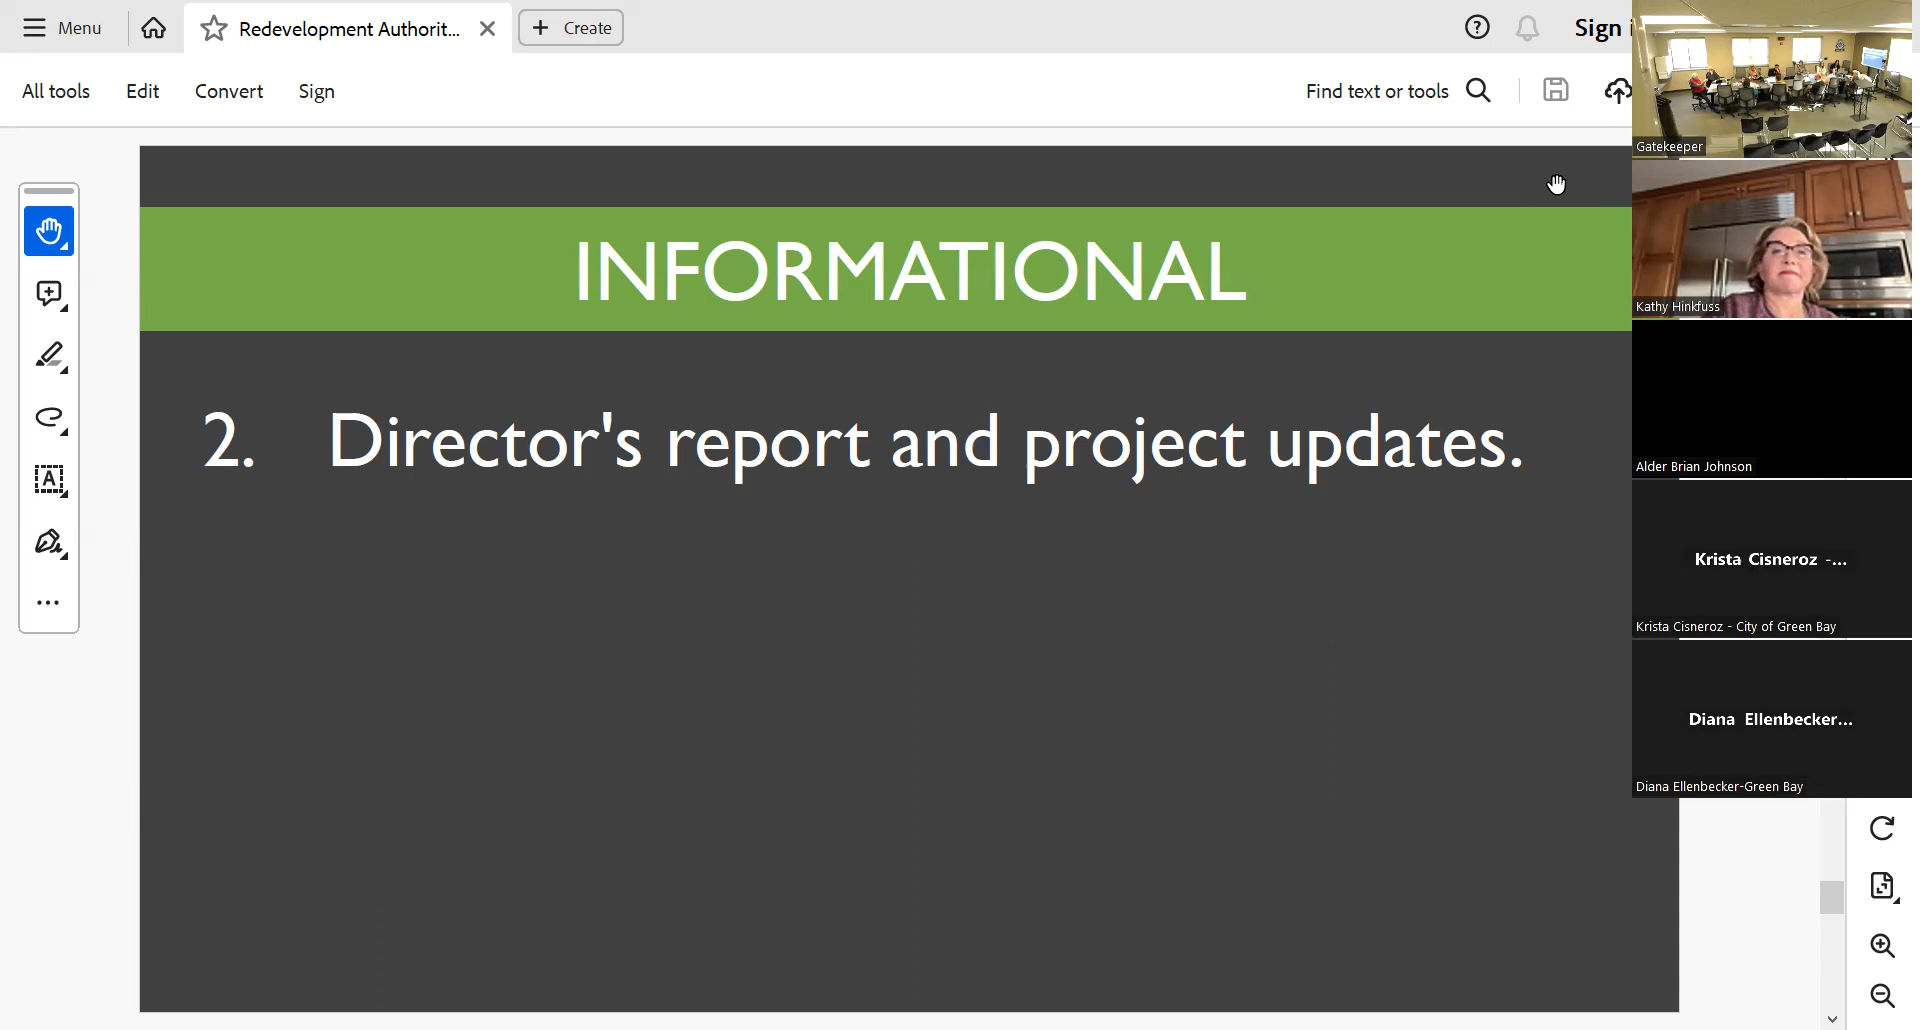 Menu
Redevelopment Authorit...
Create
Sign i
All tools
Edit
Convert
Sign
Find text or tools
INFORMATIONAL
2. Director's report and project updates.
Gatekeeper
Kathy Hinkfuss
Alder Brian Johnson
Krista Cisneroz -...
Krista Cisneroz - City of Green Bay
Diana Ellenbecker...
Diana Ellenbecker-Green Bay